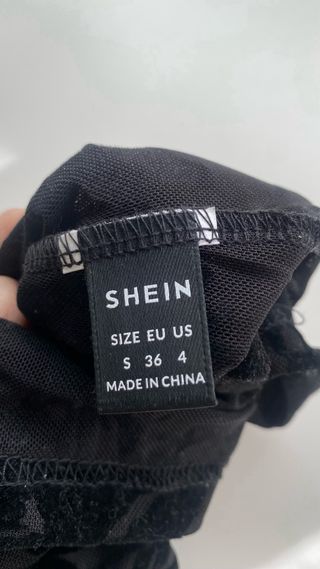 SHEIN
SIZE EU US
S 36 4
MADE IN CHINA